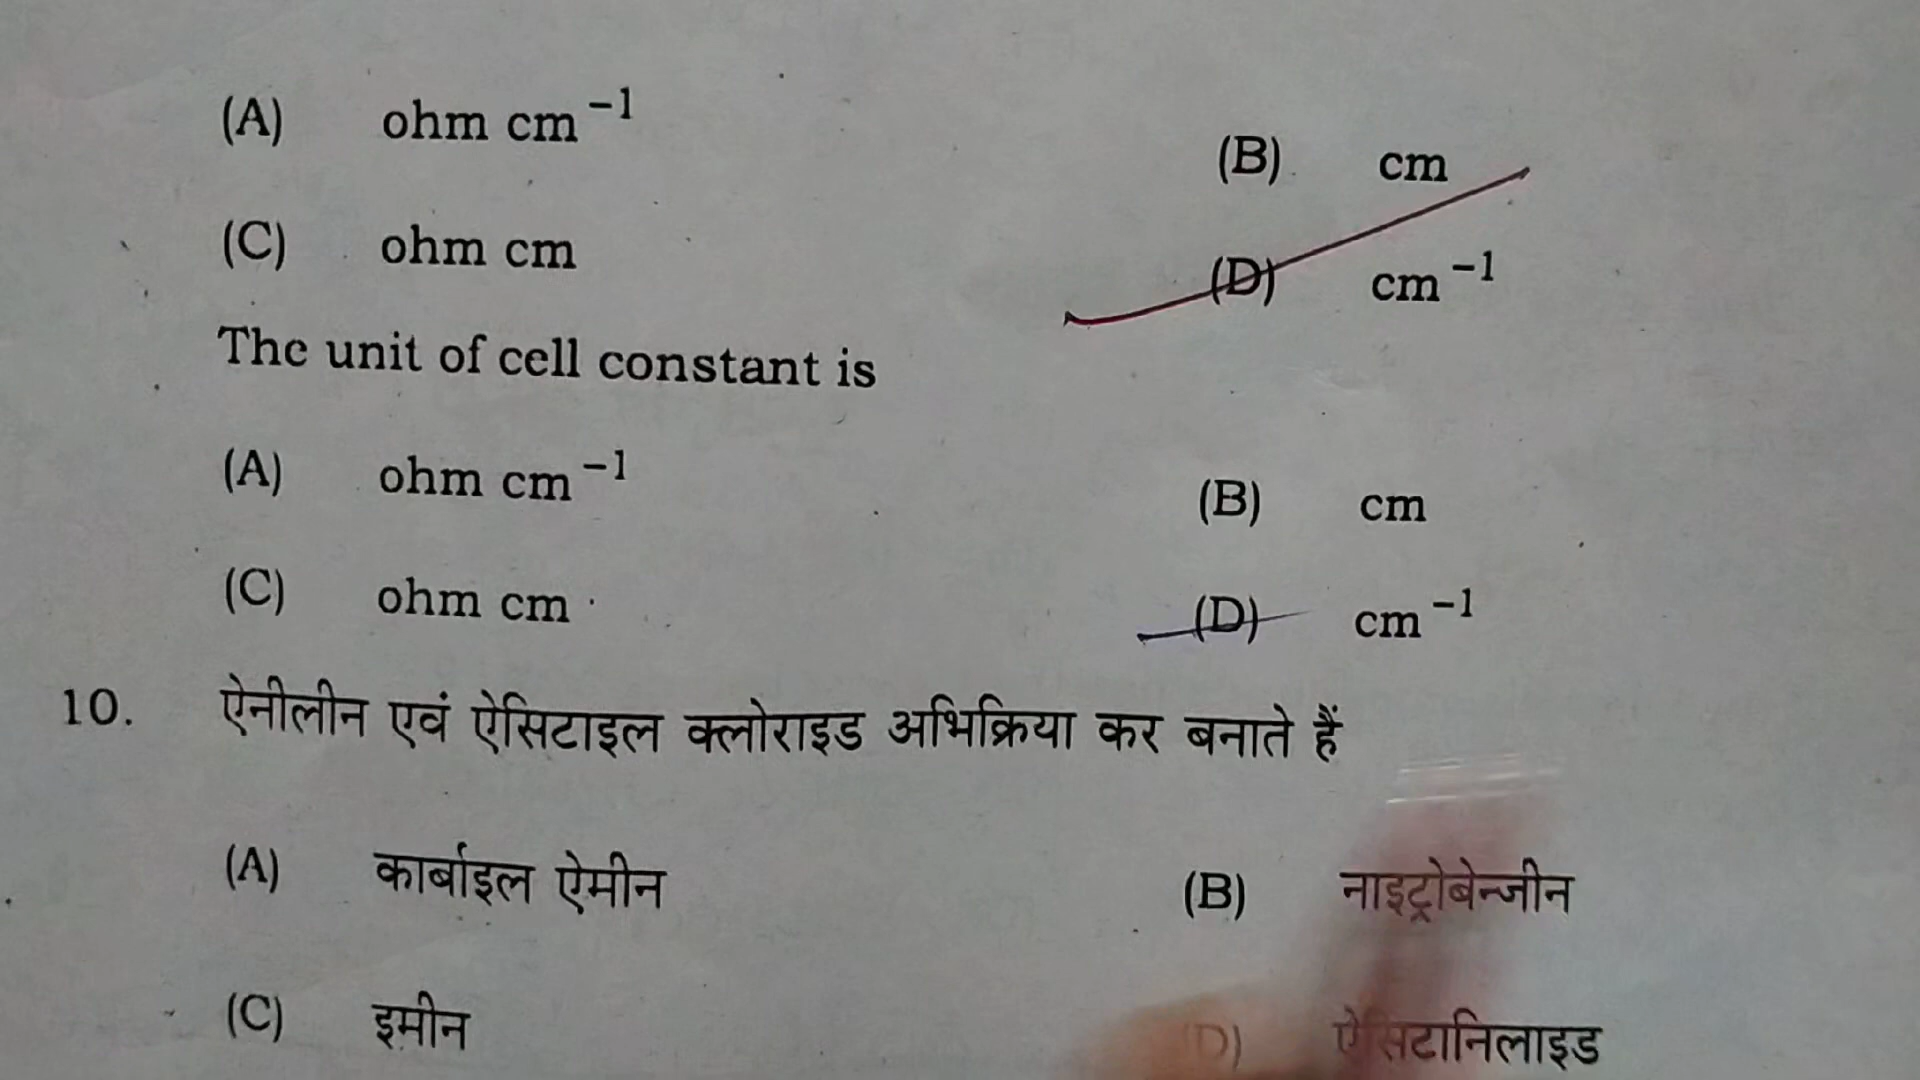 (A) ohm cm⁻¹ (B) cm
(C) ohm cm (D) cm⁻¹
The unit of cell constant is
(A) ohm cm⁻¹ (B) cm
(C) ohm cm (D) cm⁻¹
10. ऐनीलीन एवं ऐसिटाइल क्लोराइड अभिक्रिया कर बनाते हैं
(A) कार्बाइल ऐमीन (B) नाइट्रोबेन्जीन
(C) इमीन (D) ऐसिटानिलाइड